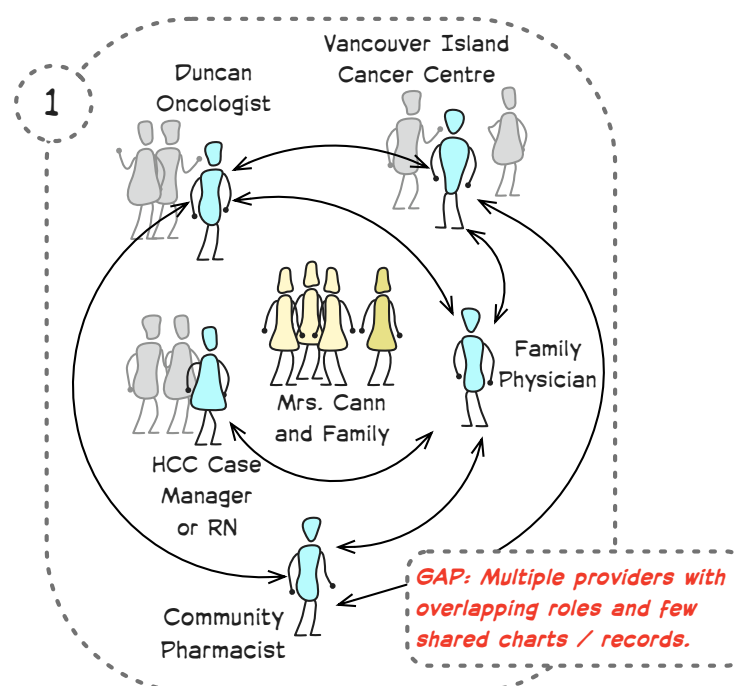 1
Duncan
Oncologist
Vancouver Island
Cancer Centre
Family
Physician
Mrs. Cann
and Family
HCC Case
Manager
or RN
Community
Pharmacist
GAP: Multiple providers with
overlapping roles and few
shared charts / records.